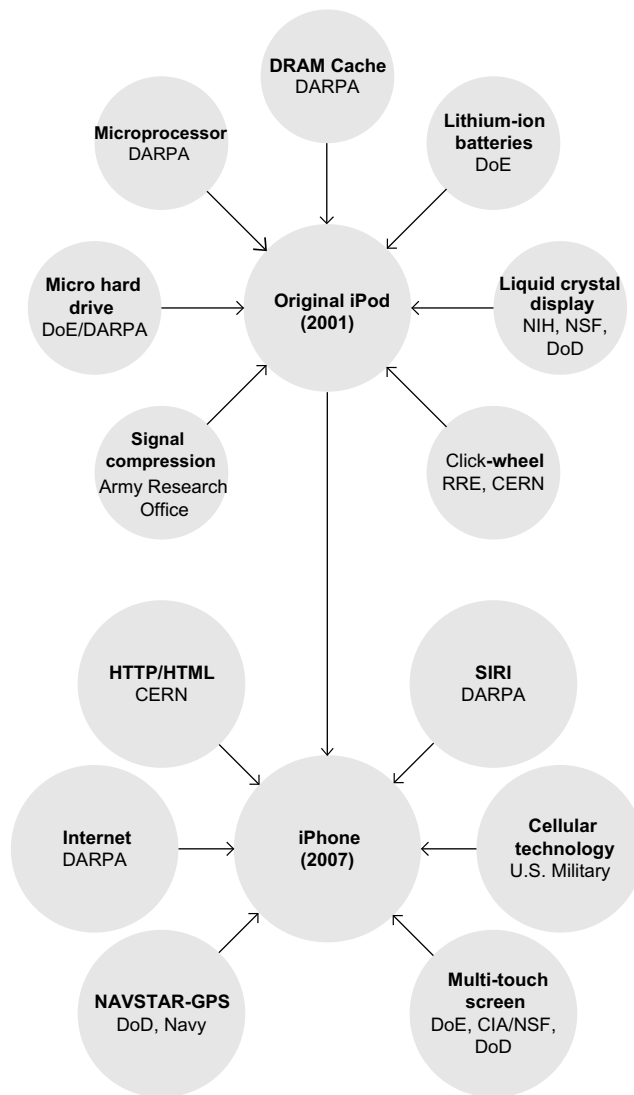 DRAM Cache
DARPA
Microprocessor
DARPA
Lithium-ion
batteries
DoE
Micro hard
drive
DoE/DARPA
Original iPod
(2001)
Liquid crystal
display
NIH, NSF,
DoD
Signal
compression
Army Research
Office
Click-wheel
RRE, CERN
HTTP/HTML
CERN
SIRI
DARPA
Internet
DARPA
iPhone
(2007)
Cellular
technology
U.S. Military
NAVSTAR-GPS
DoD, Navy
Multi-touch
screen
DoE, CIA/NSF,
DoD